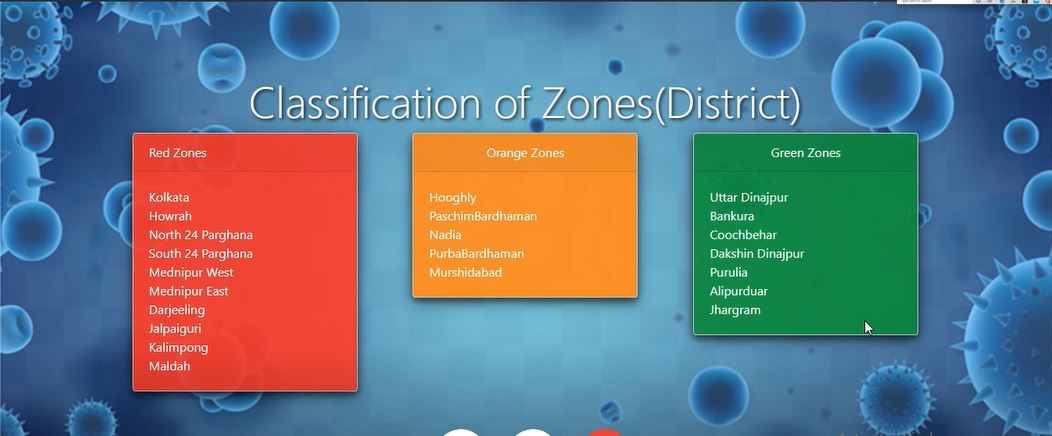 Classification of Zones(District)
Red Zones
Kolkata
Howrah
North 24 Parghana
South 24 Parghana
Mednipur West
Mednipur East
Darjeeling
Jalpaiguri
Kalimpong
Maldah
Orange Zones
Hooghly
PaschimBardhaman
Nadia
PurbaBardhaman
Murshidabad
Green Zones
Uttar Dinajpur
Bankura
Coochbehar
Dakshin Dinajpur
Purulia
Alipurduar
Jhargram